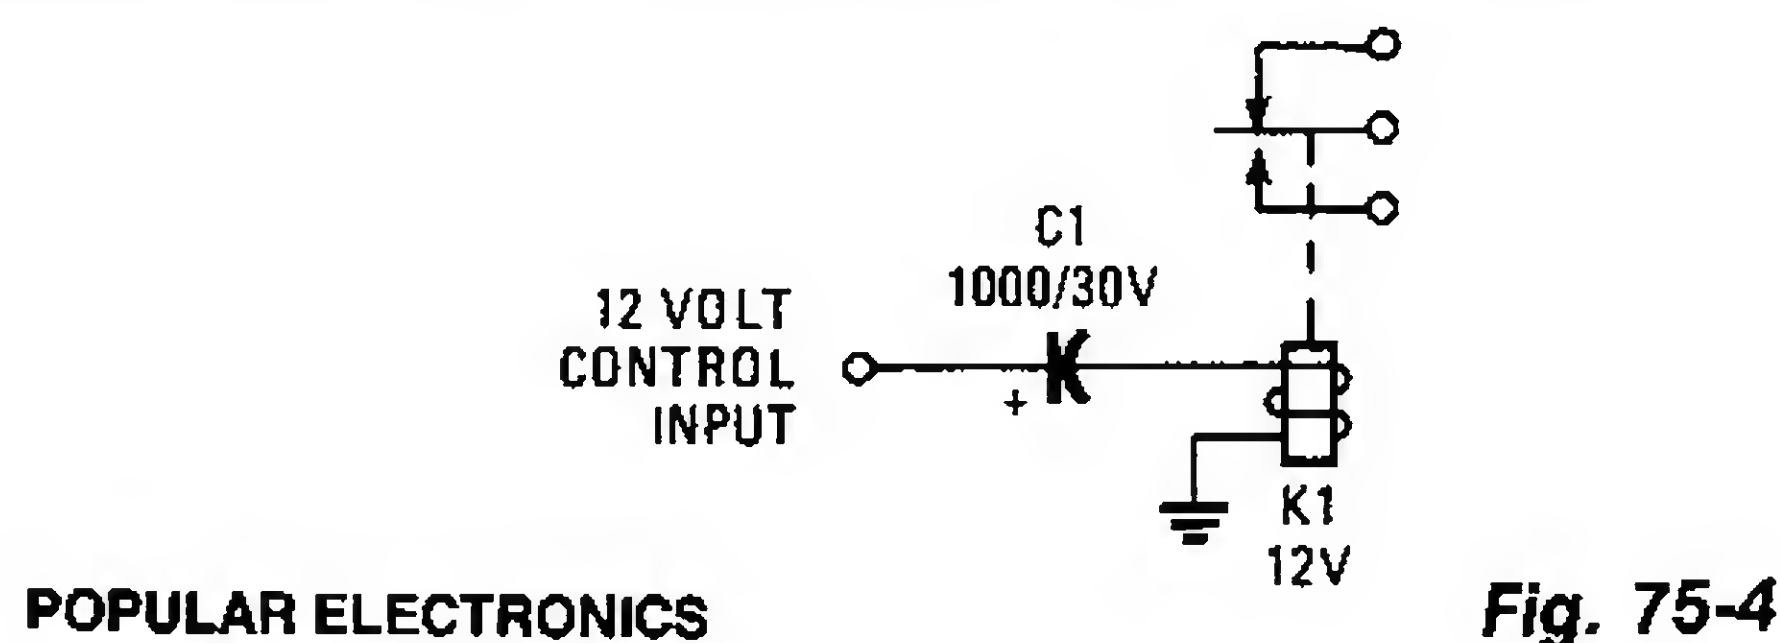 C1
1000/30V
12 VOLT
CONTROL
INPUT
+
K1
12V
POPULAR ELECTRONICS
Fig. 75-4